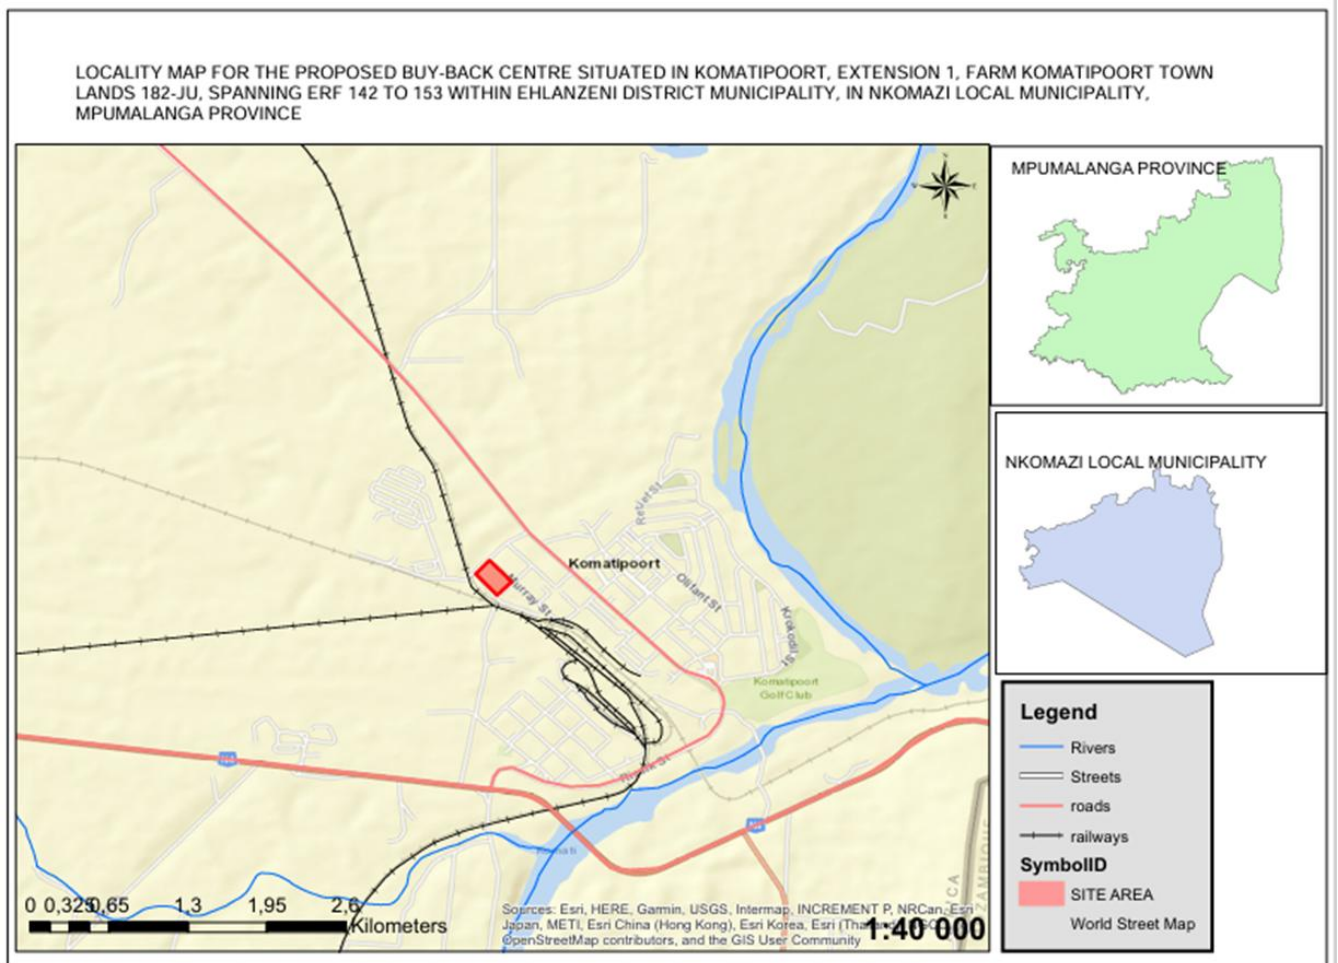 LOCALITY MAP FOR THE PROPOSED BUY-BACK CENTRE SITUATED IN KOMATIPOORT, EXTENSION 1, FARM KOMATIPOORT TOWN
LANDS 182-JU, SPANNING ERF 142 TO 153 WITHIN EHLANZENI DISTRICT MUNICIPALITY, IN NKOMAZI LOCAL MUNICIPALITY,
MPUMALANGA PROVINCE
MPUMALANGA PROVINCE
NKOMAZI LOCAL MUNICIPALITY
Komatipoort
Murray St
Olifant St
Krokodil St
Komatipoort
Golf Club
Komati
Legend
Rivers
Streets
roads
railways
SymbolID
SITE AREA
World Street Map
0 0,325 0,65 1,3 1,95 2,6
Kilometers
Sources: Esri, HERE, Garmin, USGS, Intermap, INCREMENT P, NRCan, Esri
Japan, METI, Esri China (Hong Kong), Esri Korea, Esri
OpenStreetMap contributors, and the GIS User Community
1:40 000